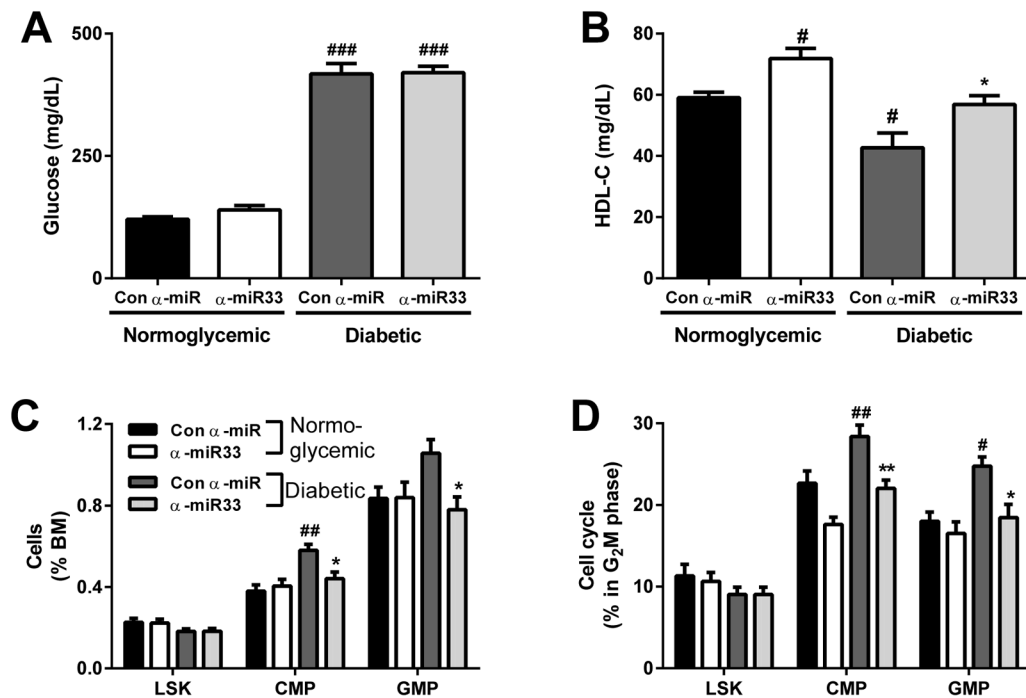 A
Glucose (mg/dL)
500
250
0
###
###
Con α-miR
α-miR33
Con α-miR
α-miR33
Normoglycemic
Diabetic
B
HDL-C (mg/dL)
80
60
40
20
0
#
#
*
Con α-miR
α-miR33
Con α-miR
α-miR33
Normoglycemic
Diabetic
C
Cells
(% BM)
1.2
0.8
0.4
0.0
Con α-miR
α-miR33
Normo-
glycemic
Con α-miR
α-miR33
Diabetic
##
*
*
LSK
CMP
GMP
D
Cell cycle
(% in G₂M phase)
30
20
10
0
##
**
#
*
LSK
CMP
GMP